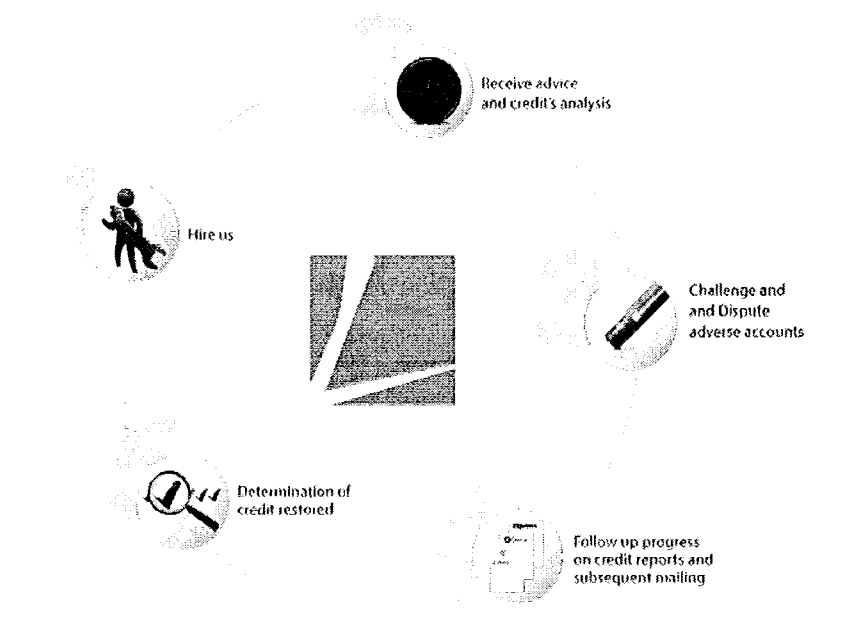 Receive advice
and credit's analysis
Hire us
Challenge and
and Dispute
adverse accounts
Determination of
credit restored
Follow up progress
on credit reports and
subsequent mailing